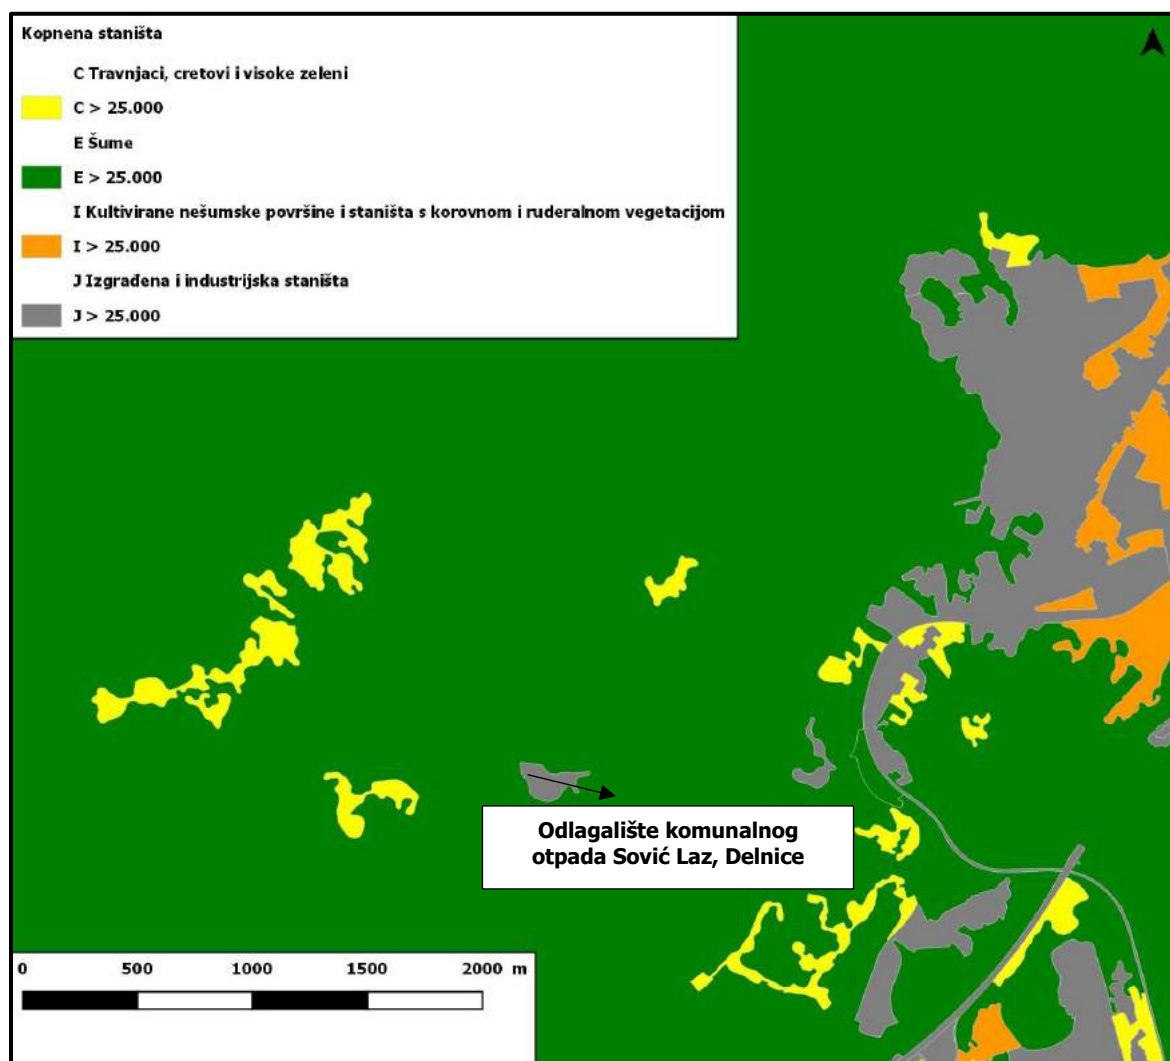 Kopnena staništa
C Travnjaci, cretovi i visoke zeleni
C > 25.000
E Šume
E > 25.000
I Kultivirane nešumske površine i staništa s korovnom i ruderalnom vegetacijom
I > 25.000
J Izgrađena i industrijska staništa
J > 25.000
Odlagalište komunalnog
otpada Sović Laz, Delnice
0 500 1000 1500 2000 m